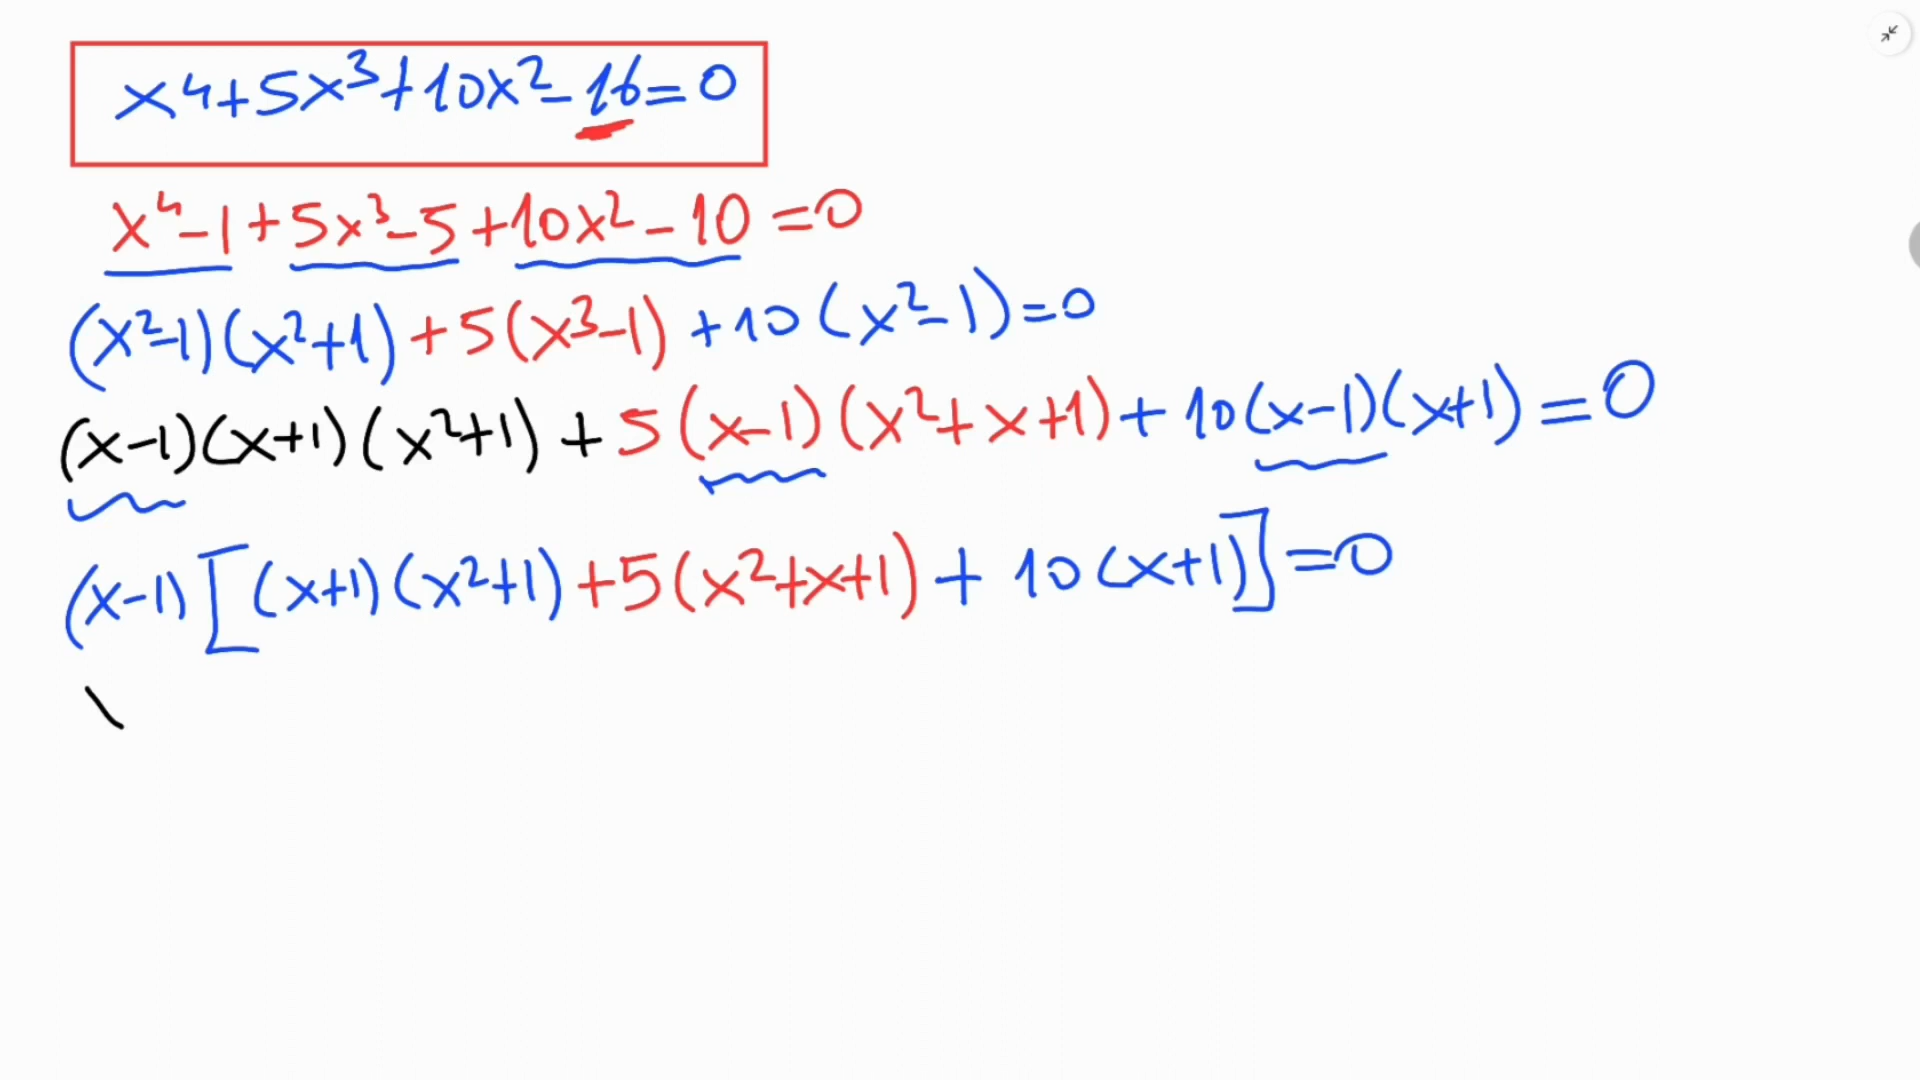 x⁴+5x³+10x²-16=0
x⁴-1+5x³-5+10x²-10=0
(x²-1)(x²+1)+5(x³-1)+10(x²-1)=0
(x-1)(x+1)(x²+1)+5(x-1)(x²+x+1)+10(x-1)(x+1)=0
(x-1)[(x+1)(x²+1)+5(x²+x+1)+10(x+1)]=0